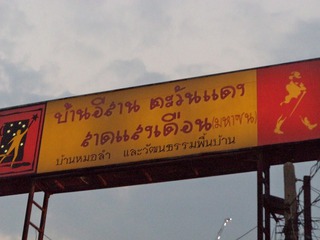 บ้านอีสาน ตะวันแดง
สาดแสงเดือน(มหาชน)
บ้านหมอลำ และวัฒนธรรมพื้นบ้าน